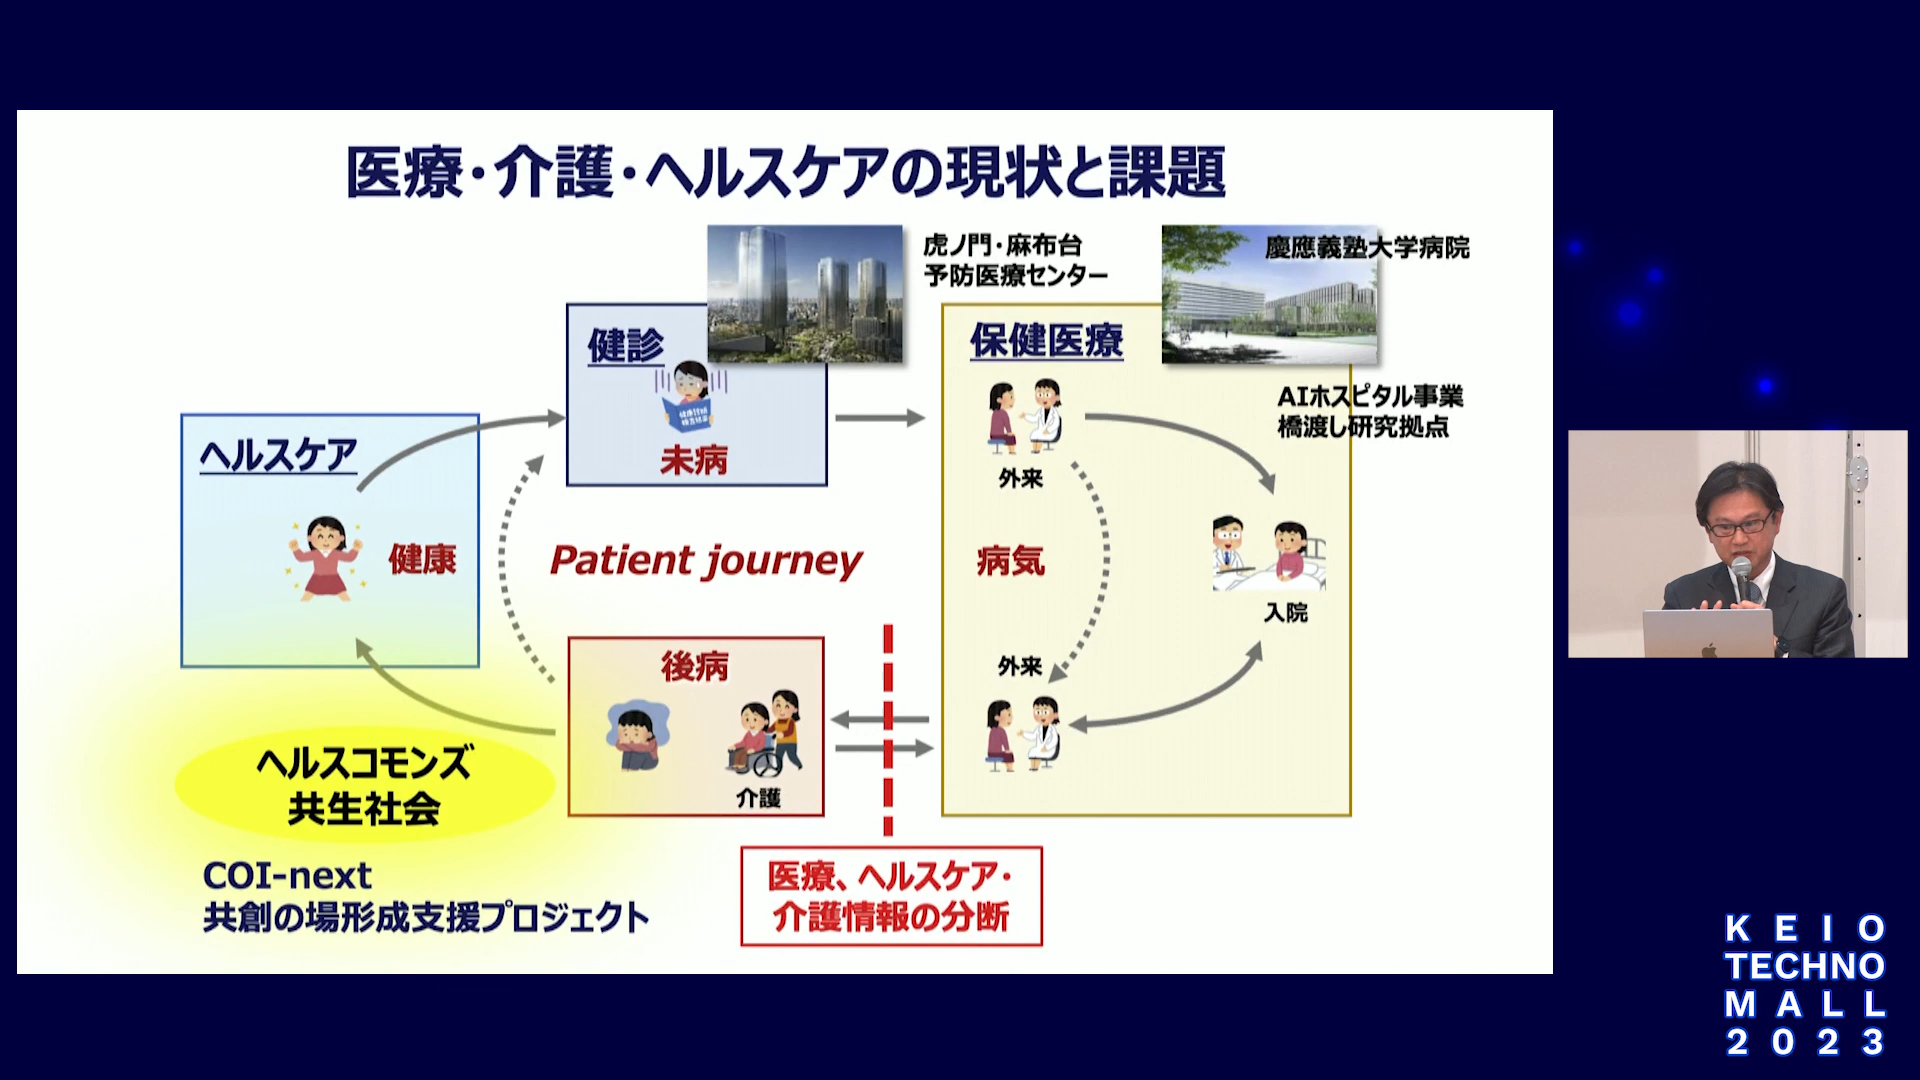 医療・介護・ヘルスケアの現状と課題
虎ノ門・麻布台
予防医療センター
慶應義塾大学病院
健診
保健医療
AIホスピタル事業
橋渡し研究拠点
ヘルスケア
未病
外来
健康
Patient journey
病気
入院
後病
外来
介護
ヘルスコモンズ
共生社会
COI-next
共創の場形成支援プロジェクト
医療、ヘルスケア・
介護情報の分断
KEIO
TECHNO
MALL
2023